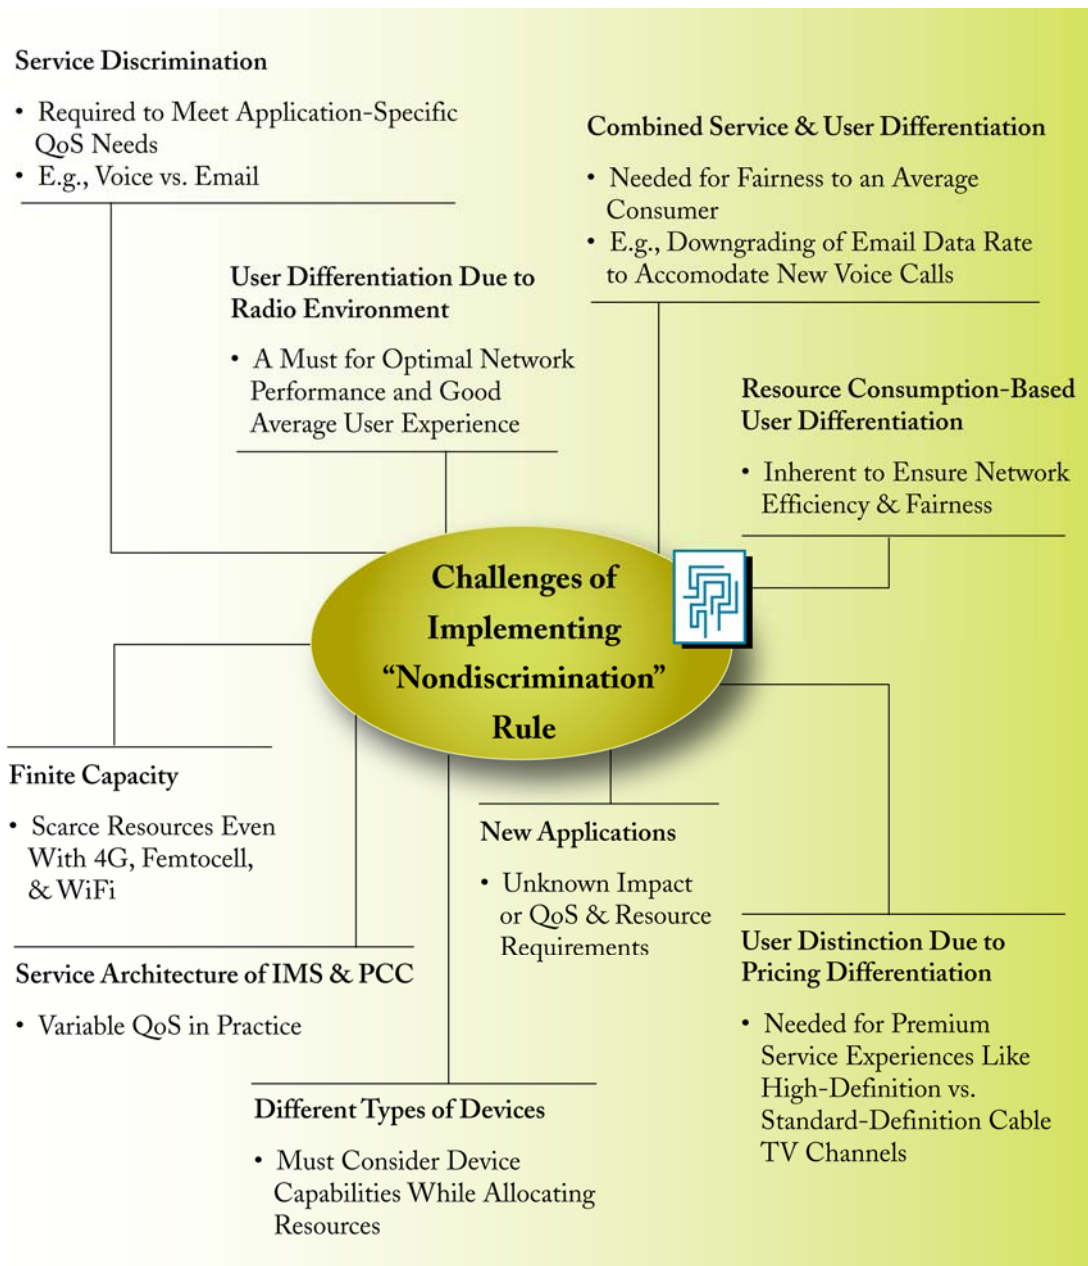 Service Discrimination
• Required to Meet Application-Specific
QoS Needs
• E.g., Voice vs. Email
Combined Service & User Differentiation
• Needed for Fairness to an Average
Consumer
• E.g., Downgrading of Email Data Rate
to Accomodate New Voice Calls
User Differentiation Due to
Radio Environment
• A Must for Optimal Network
Performance and Good
Average User Experience
Resource Consumption-Based
User Differentiation
• Inherent to Ensure Network
Efficiency & Fairness
Challenges of
Implementing
“Nondiscrimination”
Rule
Finite Capacity
• Scarce Resources Even
With 4G, Femtocell,
& WiFi
New Applications
• Unknown Impact
or QoS & Resource
Requirements
Service Architecture of IMS & PCC
• Variable QoS in Practice
User Distinction Due to
Pricing Differentiation
• Needed for Premium
Service Experiences Like
High-Definition vs.
Standard-Definition Cable
TV Channels
Different Types of Devices
• Must Consider Device
Capabilities While Allocating
Resources